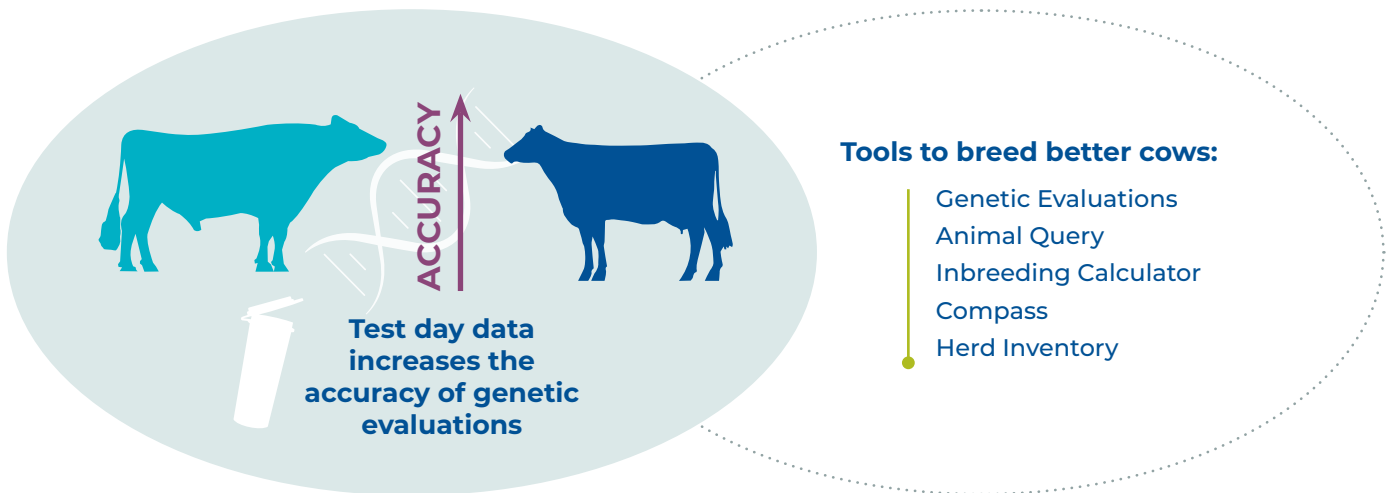 ACCURACY
Test day data
increases the
accuracy of genetic
evaluations
Tools to breed better cows:
Genetic Evaluations
Animal Query
Inbreeding Calculator
Compass
Herd Inventory